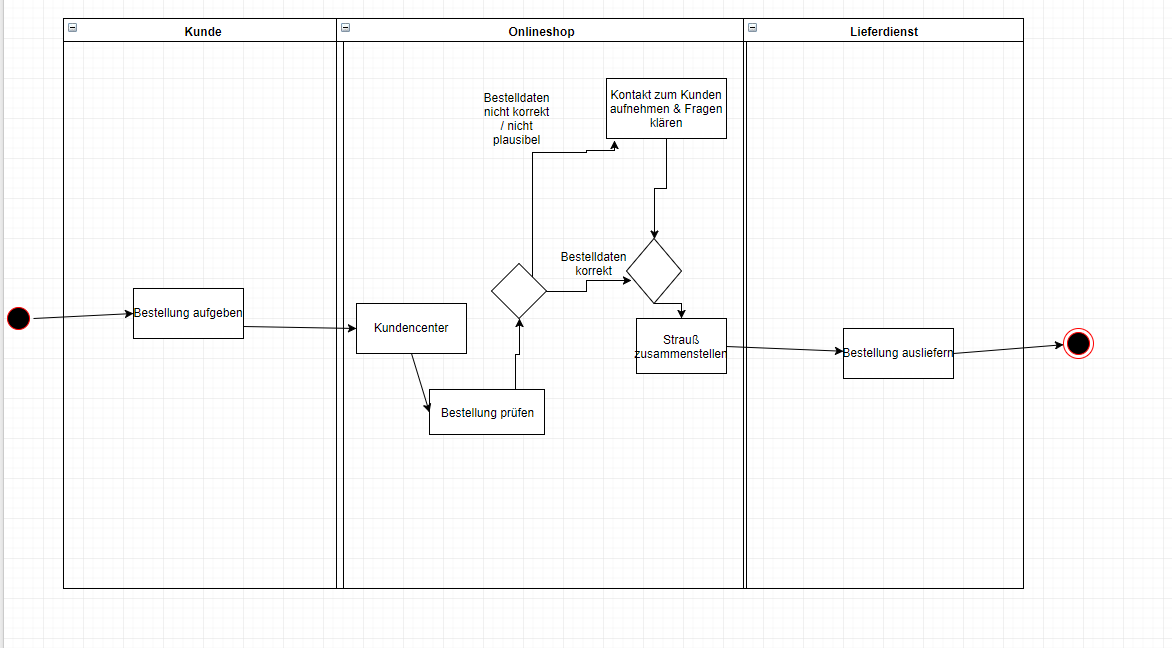 Kunde
Onlineshop
Lieferdienst
Bestelldaten
nicht korrekt
/ nicht
plausibel
Kontakt zum Kunden
aufnehmen & Fragen
klären
Bestelldaten
korrekt
Bestellung aufgeben
Kundencenter
Strauß
zusammenstellen
Bestellung ausliefern
Bestellung prüfen